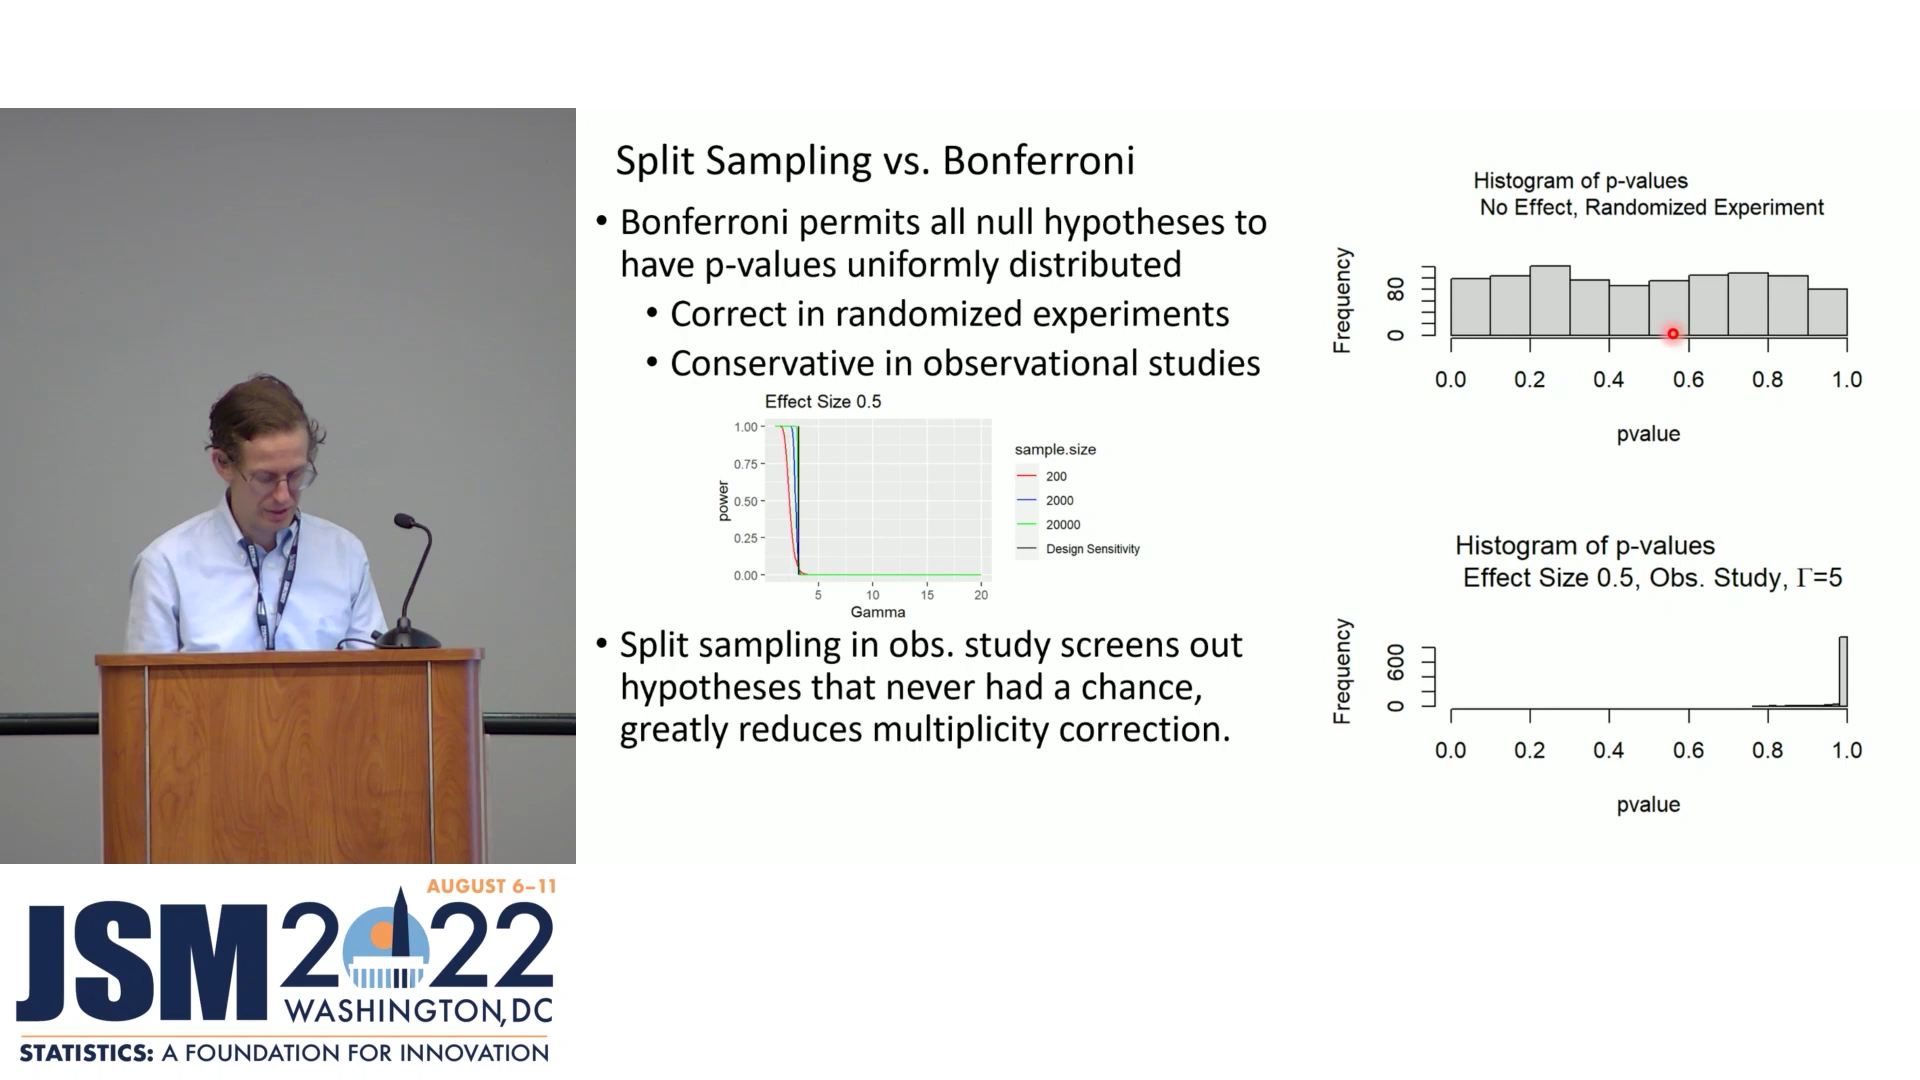 Split Sampling vs. Bonferroni
• Bonferroni permits all null hypotheses to
have p-values uniformly distributed
• Correct in randomized experiments
• Conservative in observational studies
Effect Size 0.5
1.00
0.75
0.50
0.25
0.00
power
5 10 15 20
Gamma
sample.size
200
2000
20000
Design Sensitivity
• Split sampling in obs. study screens out
hypotheses that never had a chance,
greatly reduces multiplicity correction.
Histogram of p-values
No Effect, Randomized Experiment
Frequency
80
0
0.0 0.2 0.4 0.6 0.8 1.0
pvalue
Histogram of p-values
Effect Size 0.5, Obs. Study, Γ=5
Frequency
600
0
0.0 0.2 0.4 0.6 0.8 1.0
pvalue
AUGUST 6–11
JSM 2022
WASHINGTON, DC
STATISTICS: A FOUNDATION FOR INNOVATION